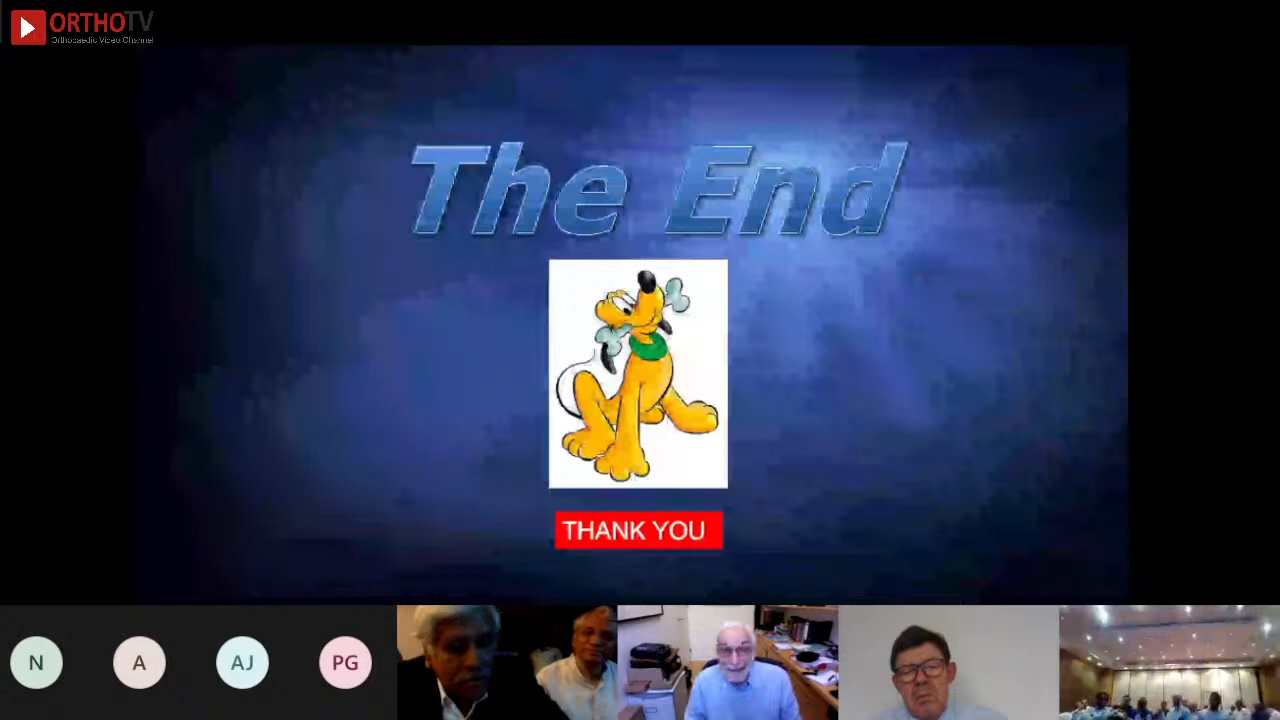 ORTHOTV
Orthopaedic Video Channel
The End
THANK YOU
N
A
AJ
PG